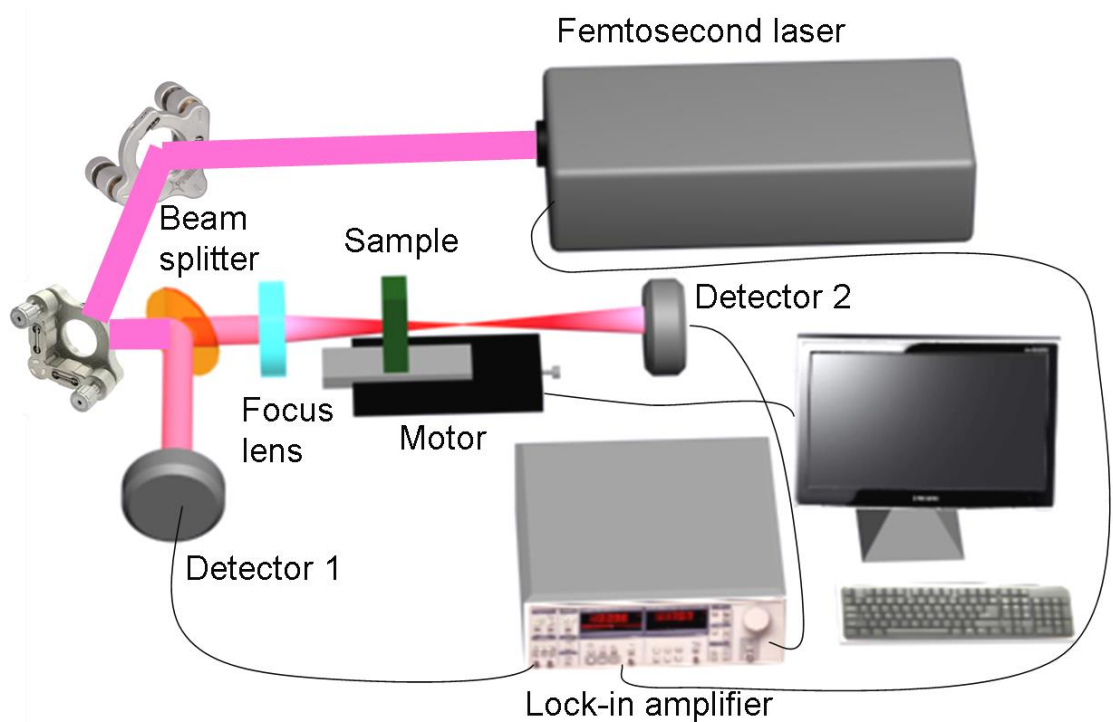 Femtosecond laser
Beam
splitter
Sample
Detector 2
Focus
lens
Motor
Detector 1
Lock-in amplifier